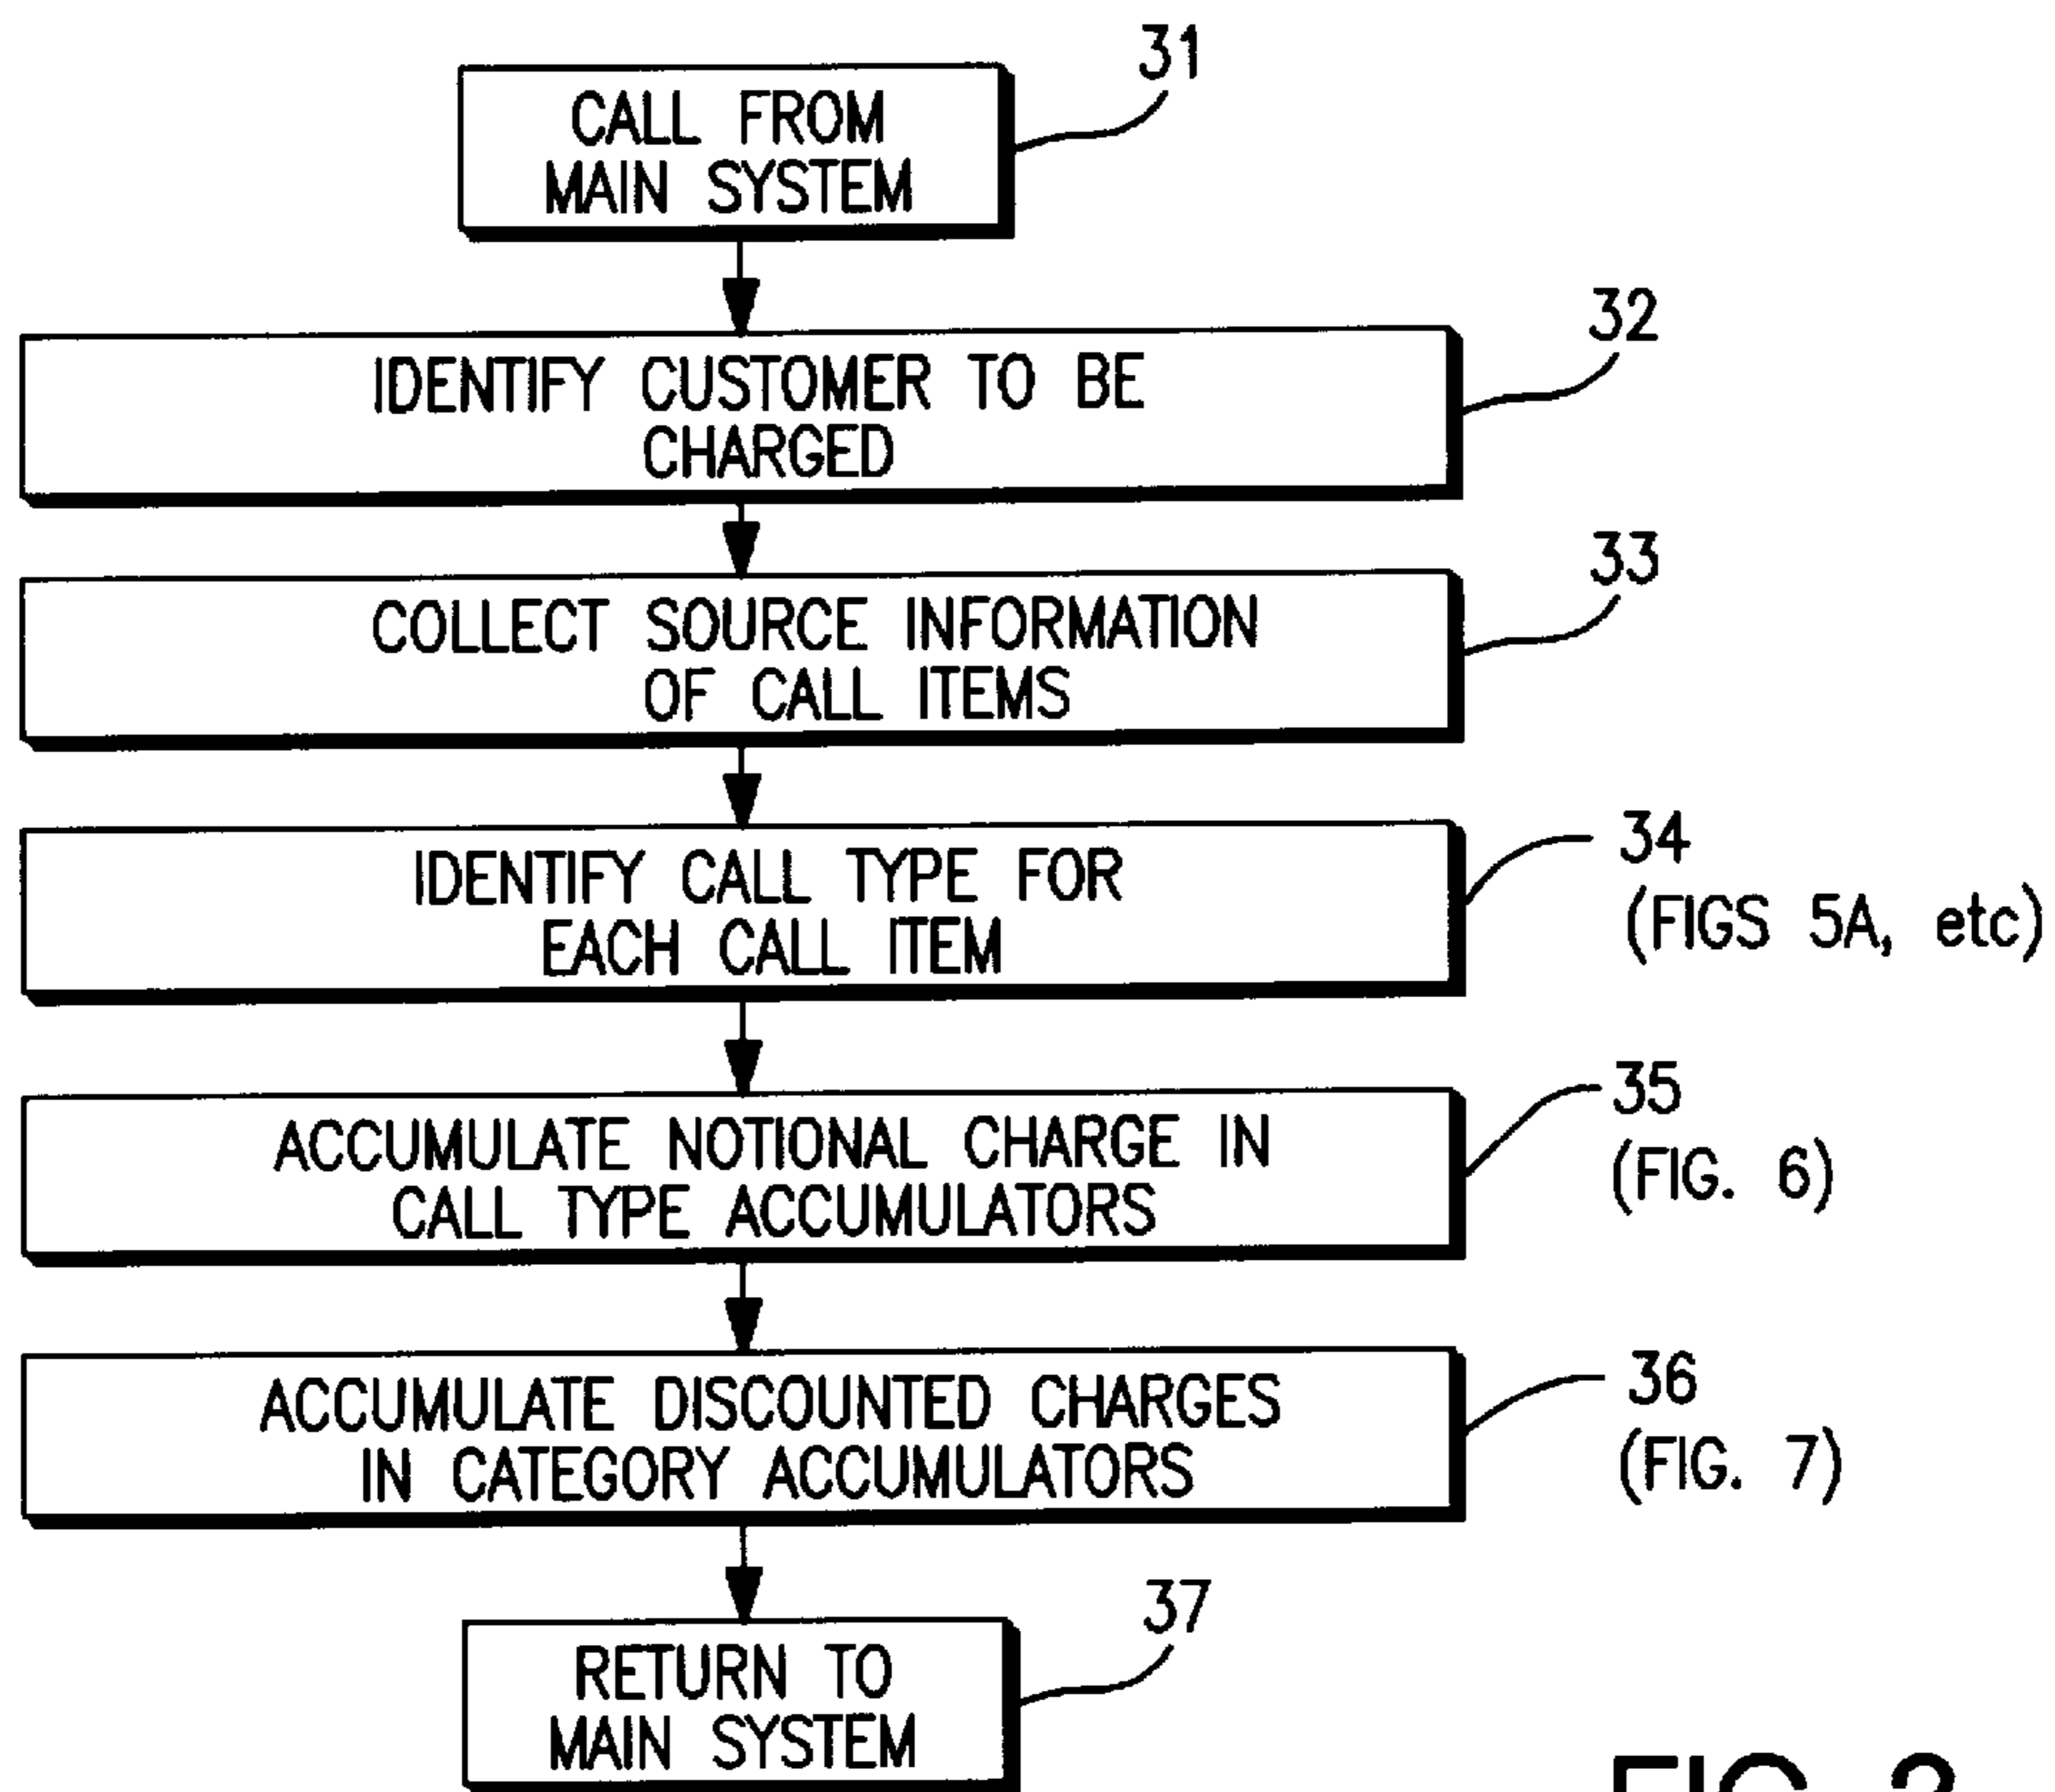 31
CALL FROM
MAIN SYSTEM
32
IDENTIFY CUSTOMER TO BE
CHARGED
33
COLLECT SOURCE INFORMATION
OF CALL ITEMS
34
(FIGS 5A, etc)
IDENTIFY CALL TYPE FOR
EACH CALL ITEM
35
(FIG. 6)
ACCUMULATE NOTIONAL CHARGE IN
CALL TYPE ACCUMULATORS
36
(FIG. 7)
ACCUMULATE DISCOUNTED CHARGES
IN CATEGORY ACCUMULATORS
37
RETURN TO
MAIN SYSTEM
FIG